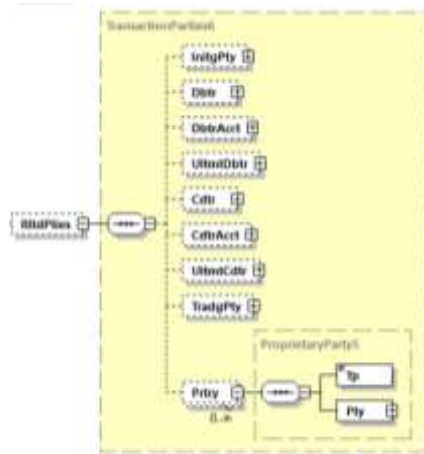 TransactionParties6
InitgPty
Dbtr
DbtrAcct
UltmtDbtr
RltdPties
Cdtr
CdtrAcct
UltmtCdtr
TradgPty
ProprietaryParty5
Tp
Prtry
Pty
0..∞